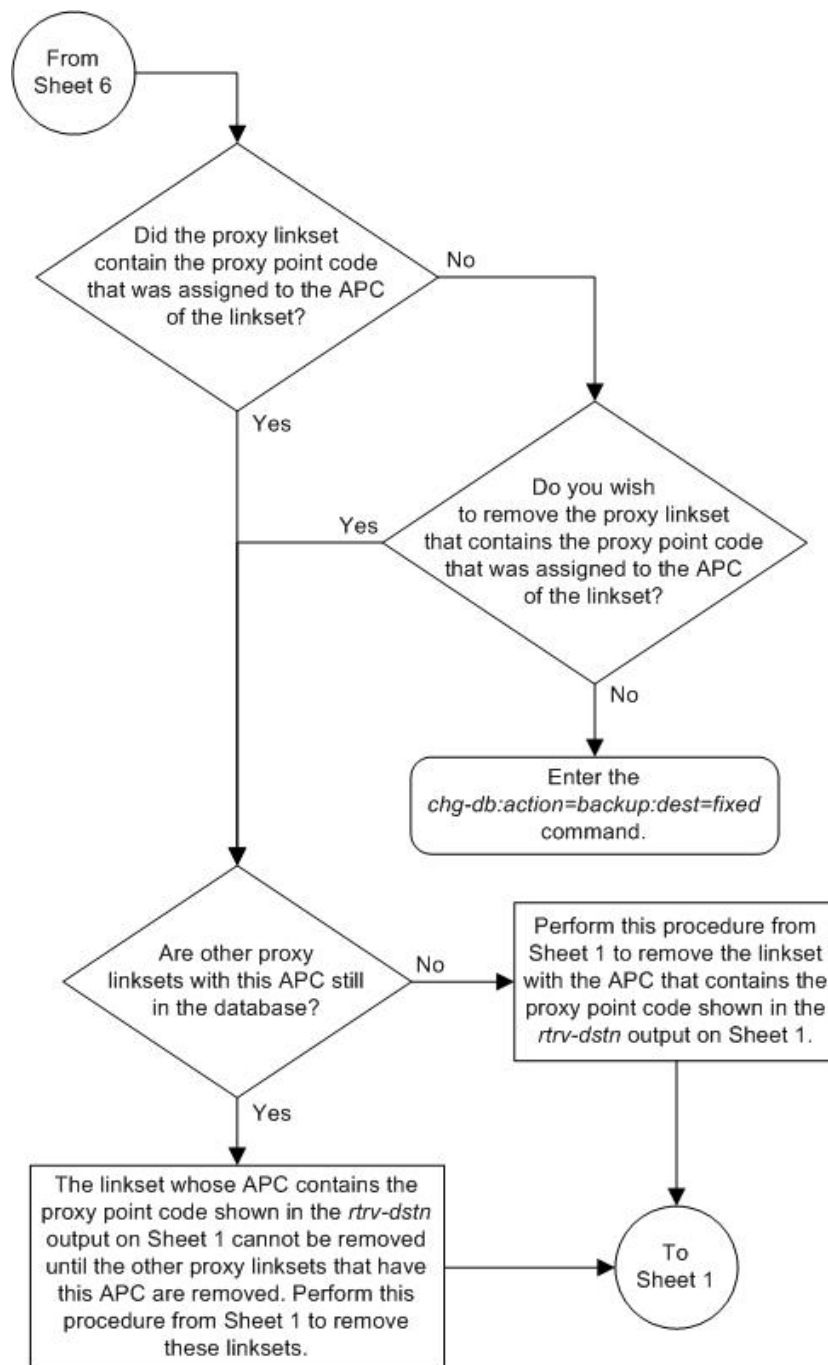 From
Sheet 6
Did the proxy linkset
contain the proxy point code
that was assigned to the APC
of the linkset?
No
Yes
Do you wish
to remove the proxy linkset
that contains the proxy point code
that was assigned to the APC
of the linkset?
Yes
No
Enter the
chg-db:action=backup:dest=fixed
command.
Are other proxy
linksets with this APC still
in the database?
No
Perform this procedure from
Sheet 1 to remove the linkset
with the APC that contains the
proxy point code shown in the
rtrv-dstn output on Sheet 1.
Yes
The linkset whose APC contains the
proxy point code shown in the rtrv-dstn
output on Sheet 1 cannot be removed
until the other proxy linksets that have
this APC are removed. Perform this
procedure from Sheet 1 to remove
these linksets.
To
Sheet 1